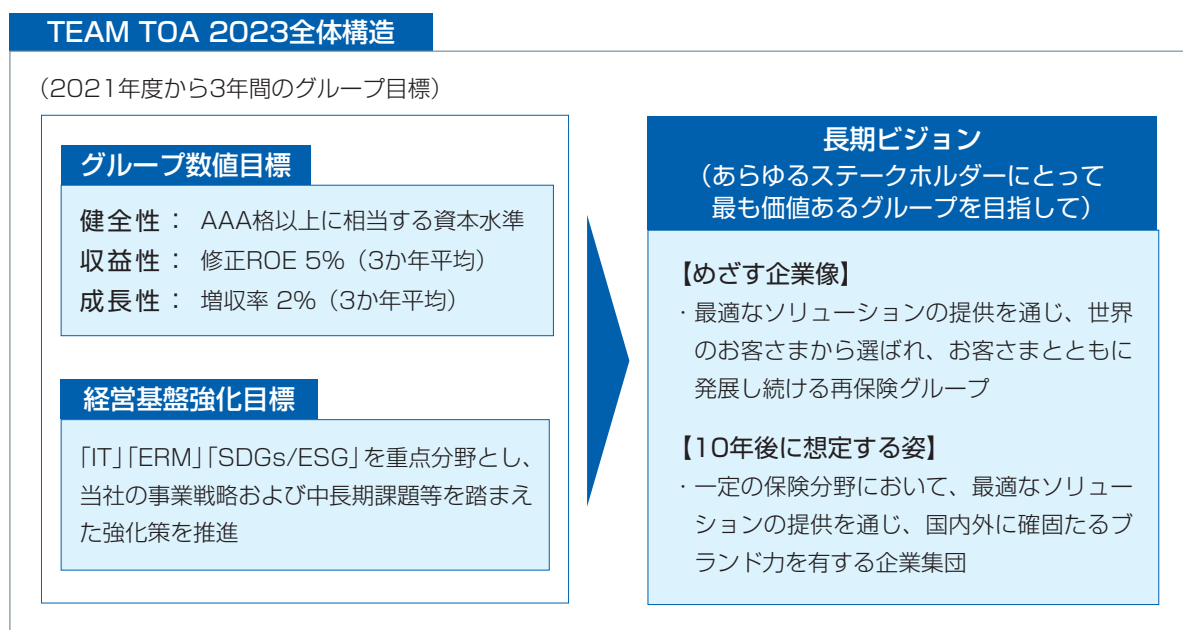 TEAM TOA 2023全体構造
（2021年度から3年間のグループ目標）
グループ数値目標
健全性： AAA格以上に相当する資本水準
収益性： 修正ROE 5%（3か年平均）
成長性： 増収率 2%（3か年平均）
経営基盤強化目標
「IT」「ERM」「SDGs/ESG」を重点分野とし、
当社の事業戦略および中長期課題等を踏まえ
た強化策を推進
長期ビジョン
（あらゆるステークホルダーにとって
最も価値あるグループを目指して）
【めざす企業像】
・最適なソリューションの提供を通じ、世界
のお客さまから選ばれ、お客さまとともに
発展し続ける再保険グループ
【10年後に想定する姿】
・一定の保険分野において、最適なソリュー
ションの提供を通じ、国内外に確固たるブ
ランド力を有する企業集団